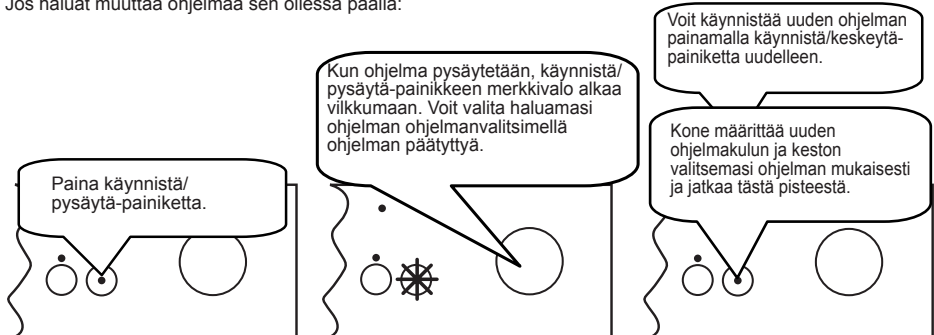 Jos haluat muuttaa ohjelmaa sen ollessa päällä:
Paina käynnistä/
pysäytä-painiketta.
Kun ohjelma pysäytetään, käynnistä/
pysäytä-painikkeen merkkivalo alkaa
vilkkumaan. Voit valita haluamasi
ohjelman ohjelmanvalitsimellä
ohjelman päätyttyä.
Voit käynnistää uuden ohjelman
painamalla käynnistä/keskeytä-
painiketta uudelleen.
Kone määrittää uuden
ohjelmakulun ja keston
valitsemasi ohjelman mukaisesti
ja jatkaa tästä pisteestä.